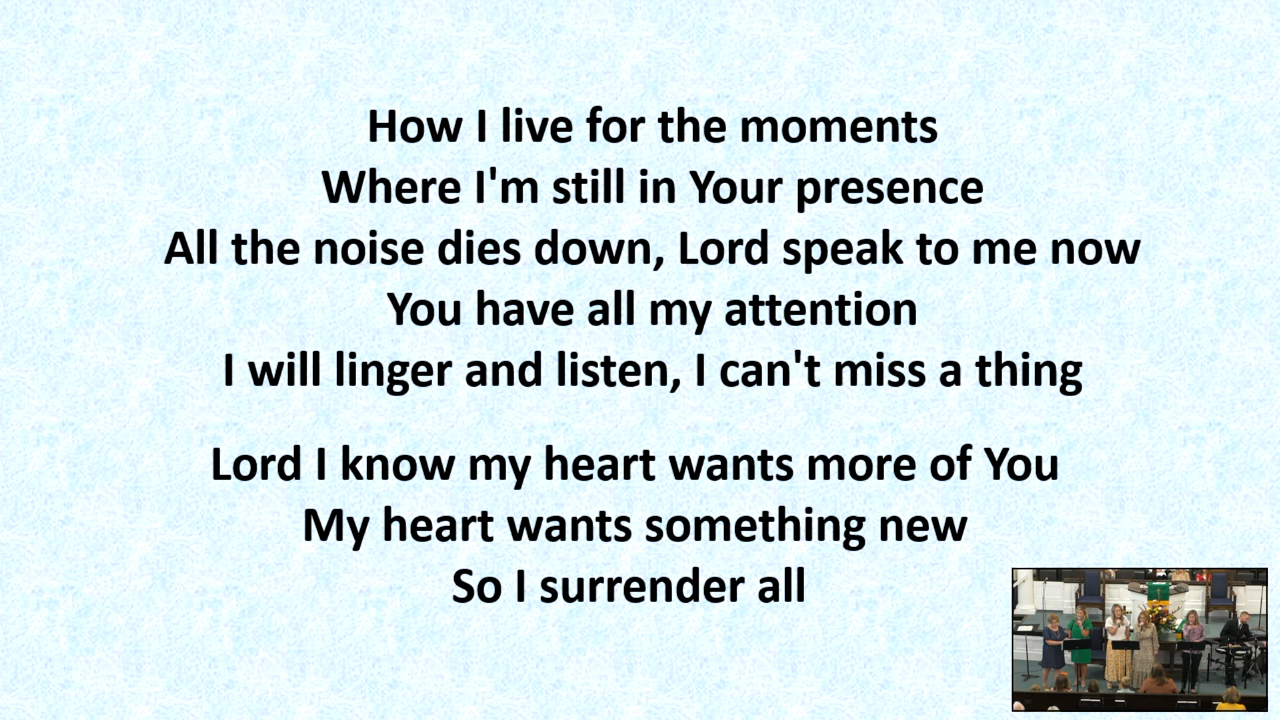 How I live for the moments
Where I'm still in Your presence
All the noise dies down, Lord speak to me now
You have all my attention
I will linger and listen, I can't miss a thing
Lord I know my heart wants more of You
My heart wants something new
So I surrender all